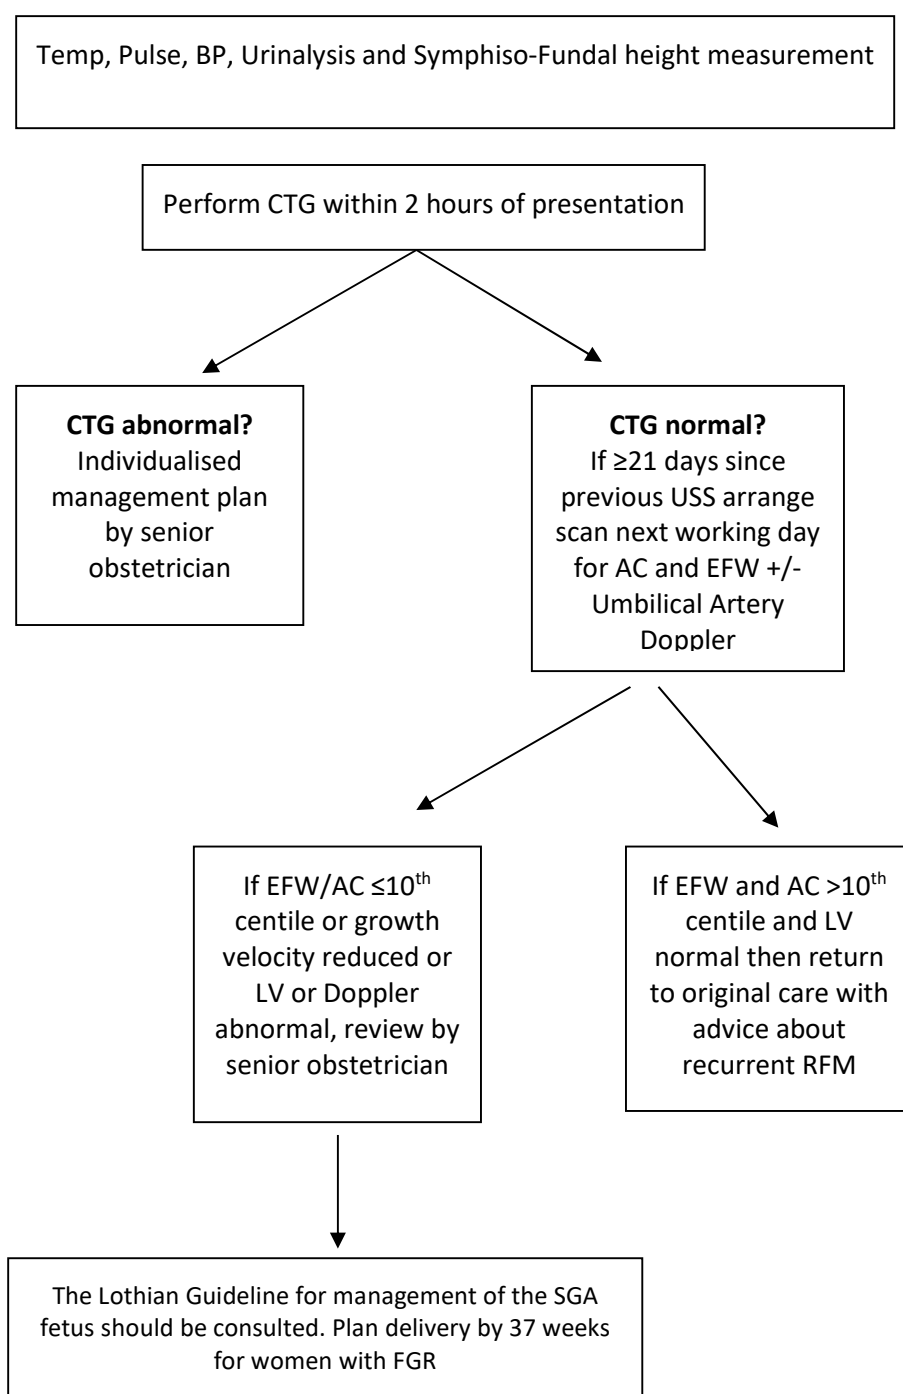 Temp, Pulse, BP, Urinalysis and Symphiso-Fundal height measurement
Perform CTG within 2 hours of presentation
CTG abnormal?
Individualised
management plan
by senior
obstetrician
CTG normal?
If ≥21 days since
previous USS arrange
scan next working day
for AC and EFW +/-
Umbilical Artery
Doppler
If EFW/AC ≤10th
centile or growth
velocity reduced or
LV or Doppler
abnormal, review by
senior obstetrician
If EFW and AC >10th
centile and LV
normal then return
to original care with
advice about
recurrent RFM
The Lothian Guideline for management of the SGA
fetus should be consulted. Plan delivery by 37 weeks
for women with FGR